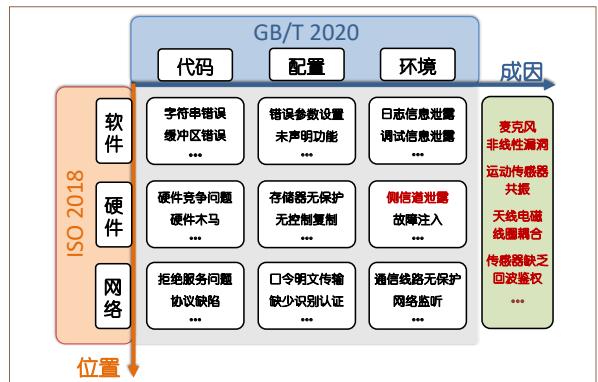 GB/T 2020
代码
配置
环境
成因
ISO 2018
软件
字符串错误
缓冲区错误
•••
错误参数设置
未声明功能
•••
日志信息泄露
调试信息泄露
•••
硬件
硬件竞争问题
硬件木马
•••
存储器无保护
无控制复制
•••
侧信道泄露
故障注入
•••
网络
拒绝服务问题
协议缺陷
•••
口令明文传输
缺少识别认证
•••
通信线路无保护
网络监听
•••
麦克风
非线性漏洞
运动传感器
共振
天线电磁
线圈耦合
传感器缺乏
回波鉴权
•••
位置